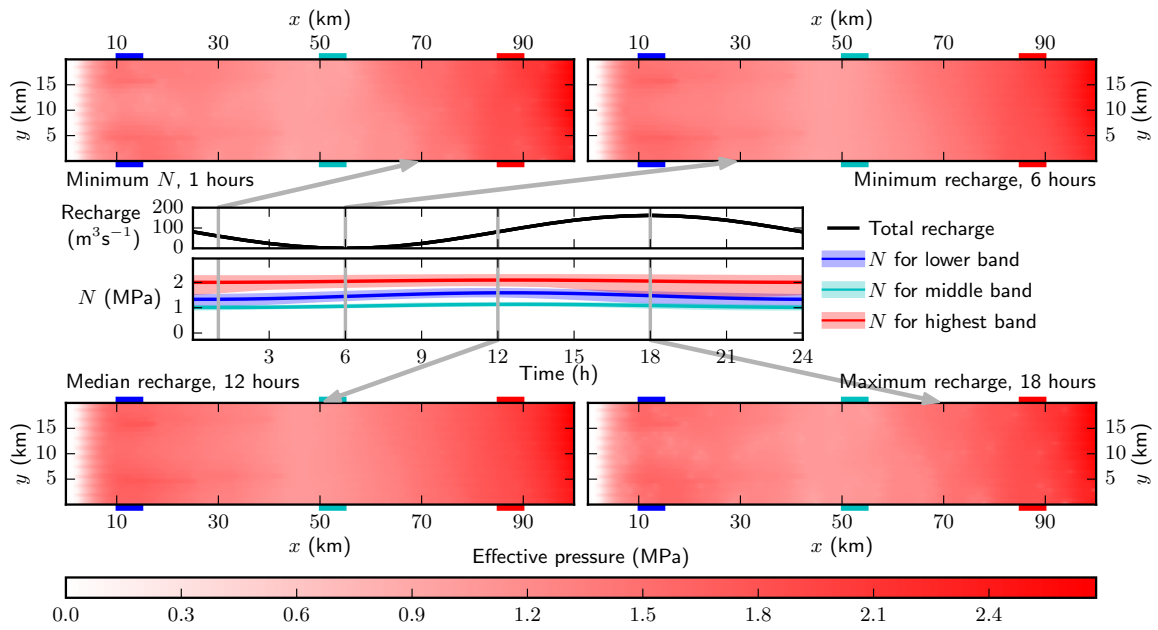 x (km) x (km)
10 30 50 70 90 10 30 50 70 90
y (km) 15 10 5 15 10 5 y (km)
Minimum N, 1 hours Minimum recharge, 6 hours
Recharge (m³s⁻¹) 200 100 0
N (MPa) 2 1 0
Total recharge
N for lower band
N for middle band
N for highest band
3 6 9 12 15 18 21 24
Time (h)
Median recharge, 12 hours Maximum recharge, 18 hours
y (km) 15 10 5 15 10 5 y (km)
10 30 50 70 90 10 30 50 70 90
x (km) x (km)
Effective pressure (MPa)
0.0 0.3 0.6 0.9 1.2 1.5 1.8 2.1 2.4